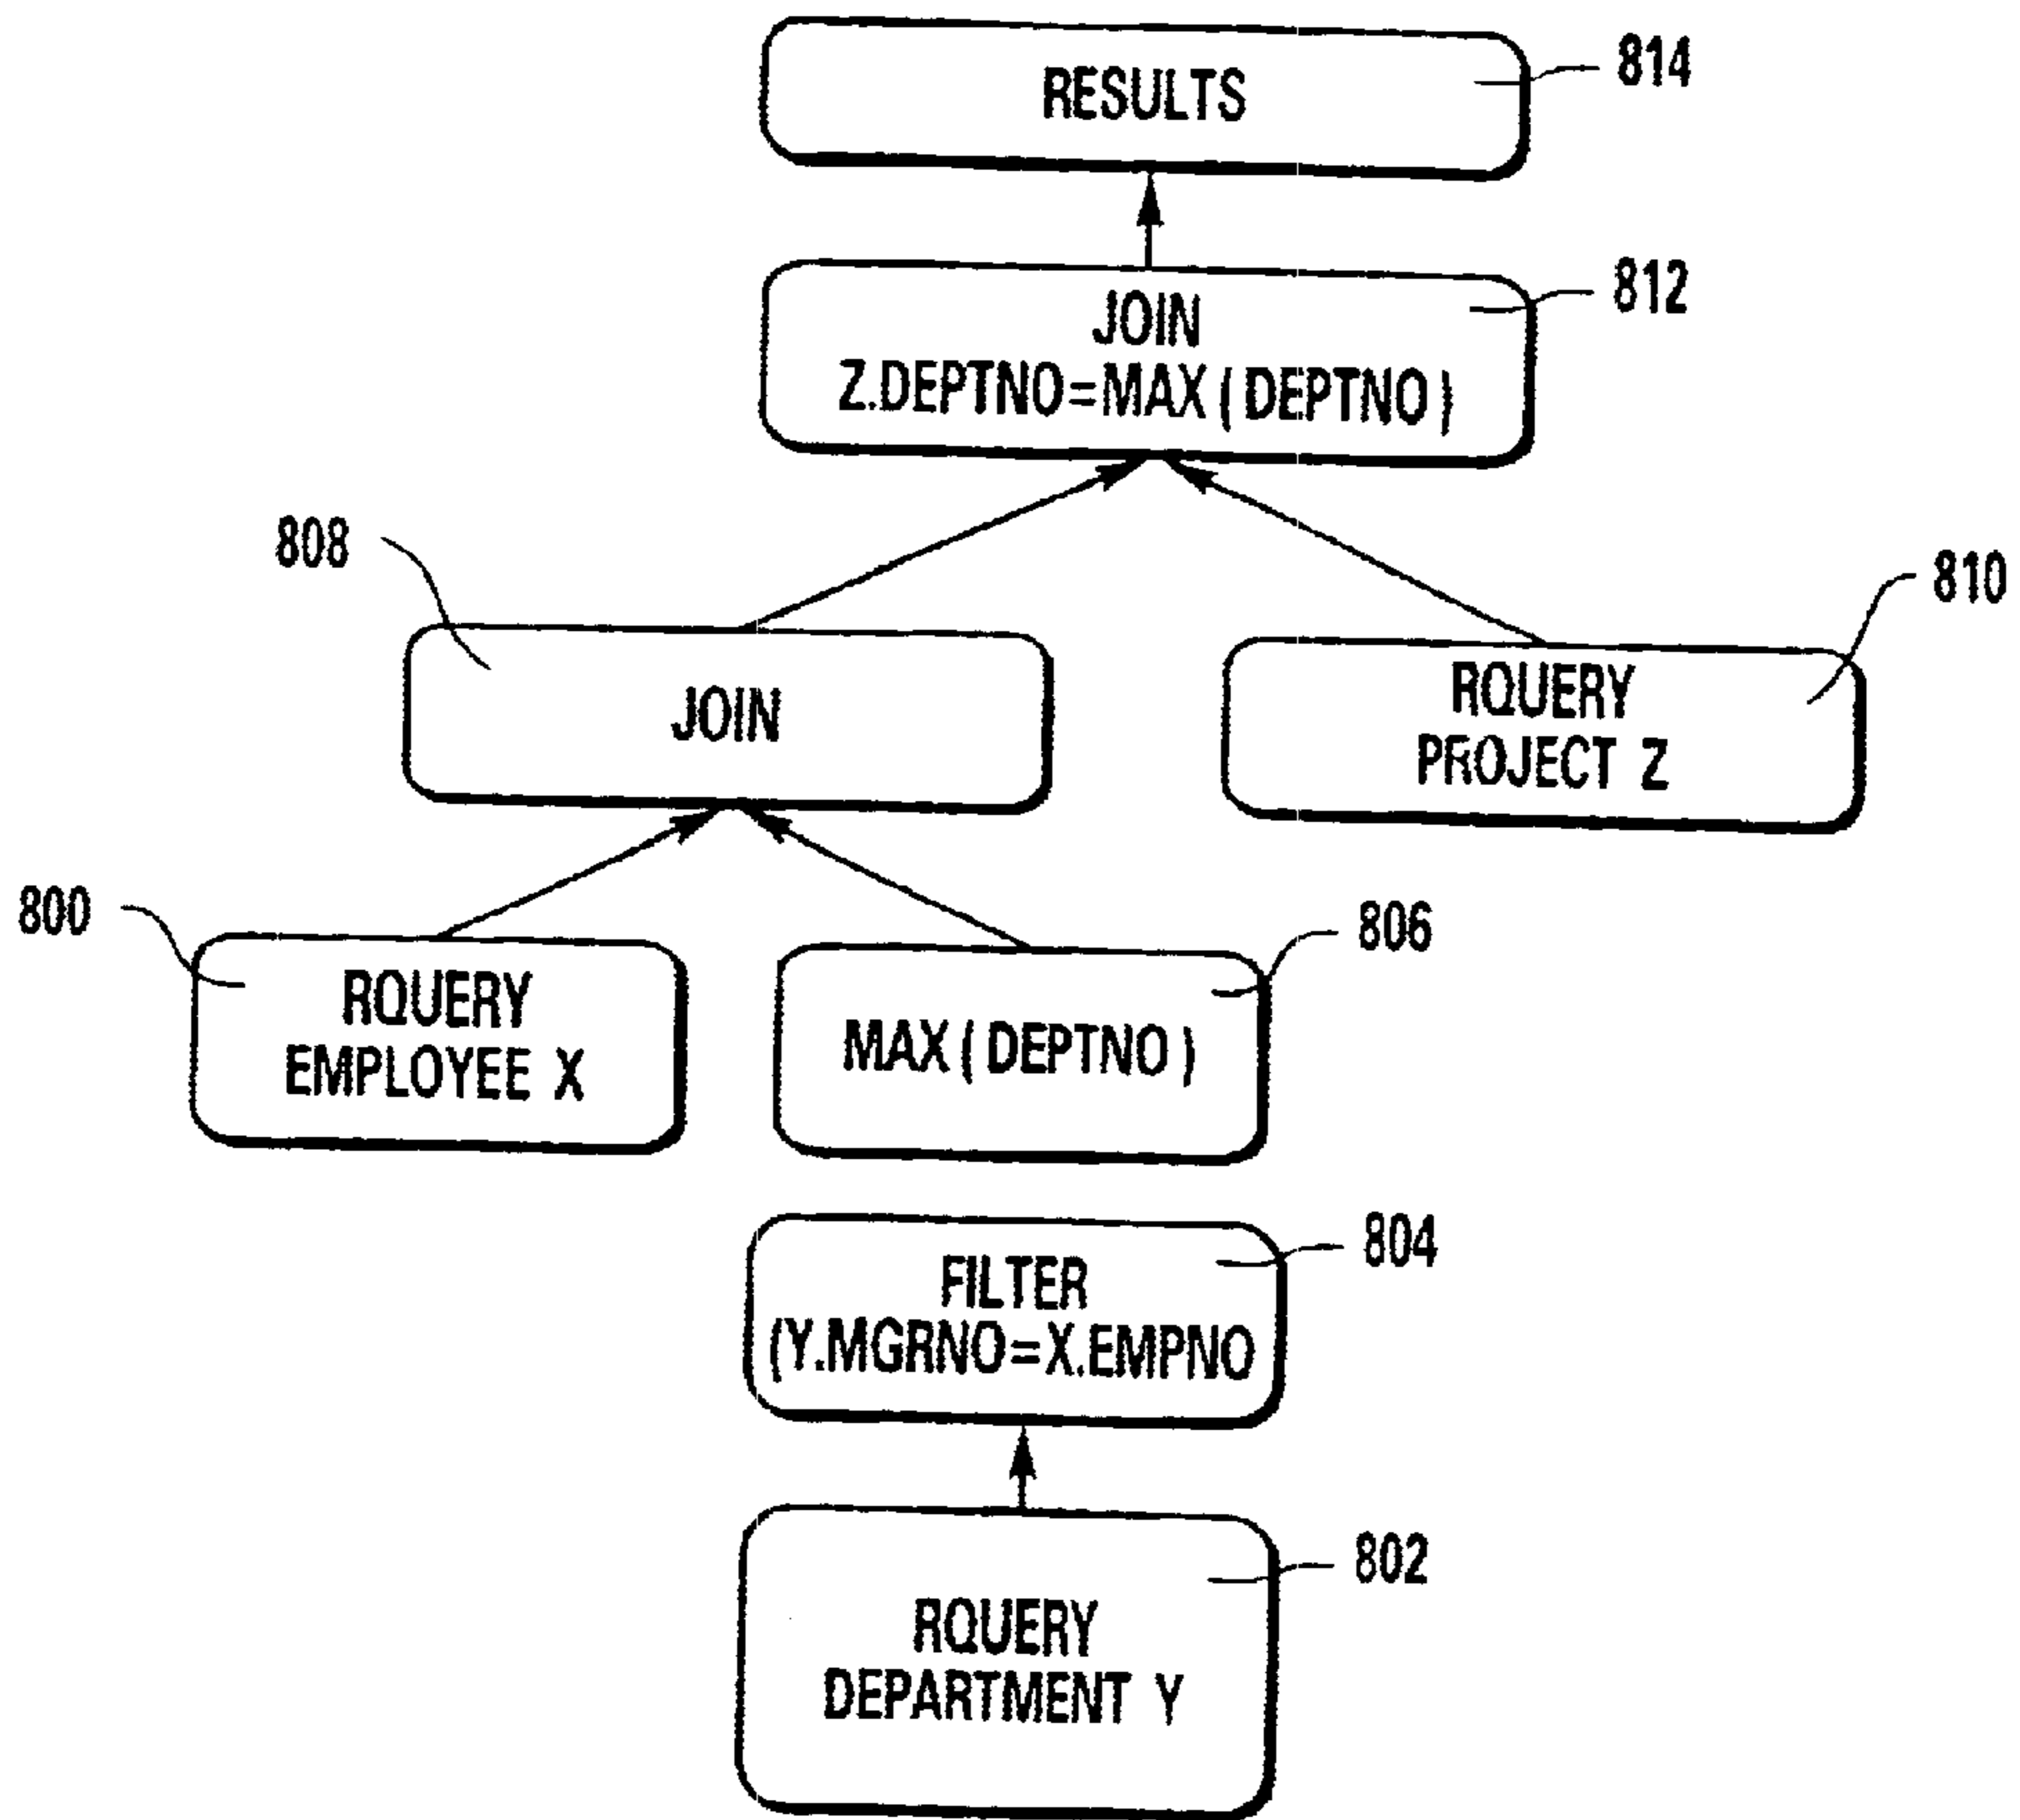 RESULTS
814
JOIN
Z.DEPTNO=MAX(DEPTNO)
812
808
JOIN
RQUERY
PROJECT Z
810
800
RQUERY
EMPLOYEE X
MAX(DEPTNO)
806
FILTER
(Y.MGRNO=X.EMPNO
804
RQUERY
DEPARTMENT Y
802